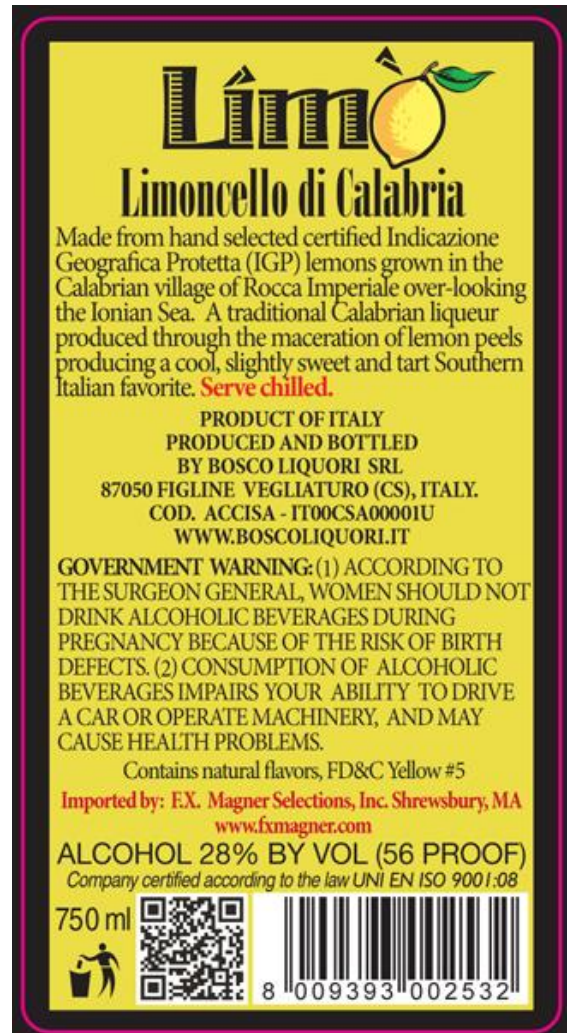 Límò
Limoncello di Calabria
Made from hand selected certified Indicazione
Geografica Protetta (IGP) lemons grown in the
Calabrian village of Rocca Imperiale over-looking
the Ionian Sea. A traditional Calabrian liqueur
produced through the maceration of lemon peels
producing a cool, slightly sweet and tart Southern
Italian favorite. Serve chilled.
PRODUCT OF ITALY
PRODUCED AND BOTTLED
BY BOSCO LIQUORI SRL
87050 FIGLINE VEGLIATURO (CS), ITALY.
COD. ACCISA - IT00CSA00001U
WWW.BOSCOLIQUORI.IT
GOVERNMENT WARNING: (1) ACCORDING TO
THE SURGEON GENERAL, WOMEN SHOULD NOT
DRINK ALCOHOLIC BEVERAGES DURING
PREGNANCY BECAUSE OF THE RISK OF BIRTH
DEFECTS. (2) CONSUMPTION OF ALCOHOLIC
BEVERAGES IMPAIRS YOUR ABILITY TO DRIVE
A CAR OR OPERATE MACHINERY, AND MAY
CAUSE HEALTH PROBLEMS.
Contains natural flavors, FD&C Yellow #5
Imported by: F.X. Magner Selections, Inc. Shrewsbury, MA
www.fxmagner.com
ALCOHOL 28% BY VOL (56 PROOF)
Company certified according to the law UNI EN ISO 9001:08
750 ml
8 009393 002532